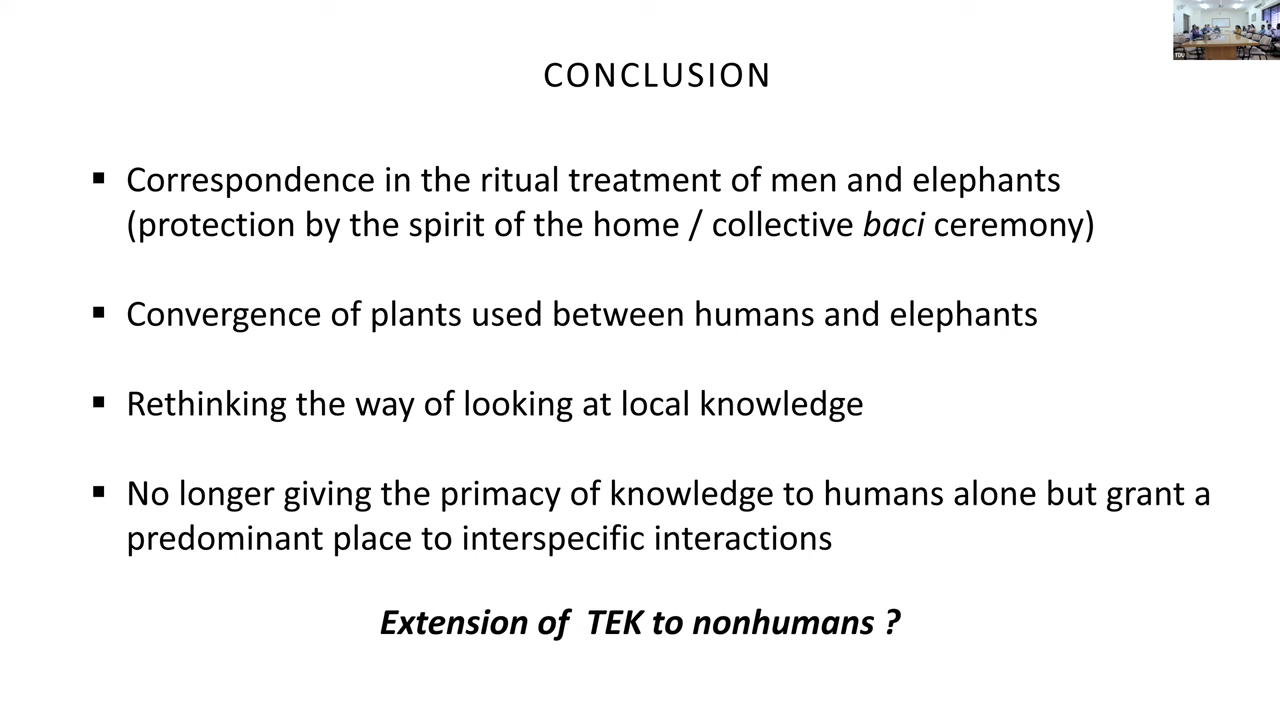 TDU
CONCLUSION
▪ Correspondence in the ritual treatment of men and elephants
(protection by the spirit of the home / collective baci ceremony)
▪ Convergence of plants used between humans and elephants
▪ Rethinking the way of looking at local knowledge
▪ No longer giving the primacy of knowledge to humans alone but grant a
predominant place to interspecific interactions
Extension of TEK to nonhumans ?